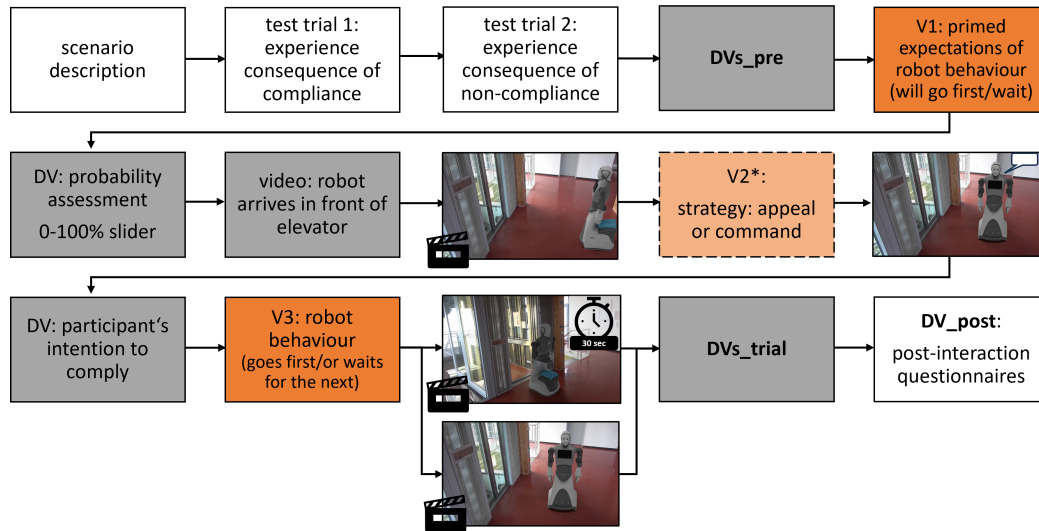 scenario
description
test trial 1:
experience
consequence of
compliance
test trial 2:
experience
consequence of
non-compliance
DVs_pre
V1: primed
expectations of
robot behaviour
(will go first/wait)
DV: probability
assessment
0-100% slider
video: robot
arrives in front of
elevator
V2*:
strategy: appeal
or command
DV: participant‘s
intention to
comply
V3: robot
behaviour
(goes first/or waits
for the next)
30 sec
DVs_trial
DV_post:
post-interaction
questionnaires